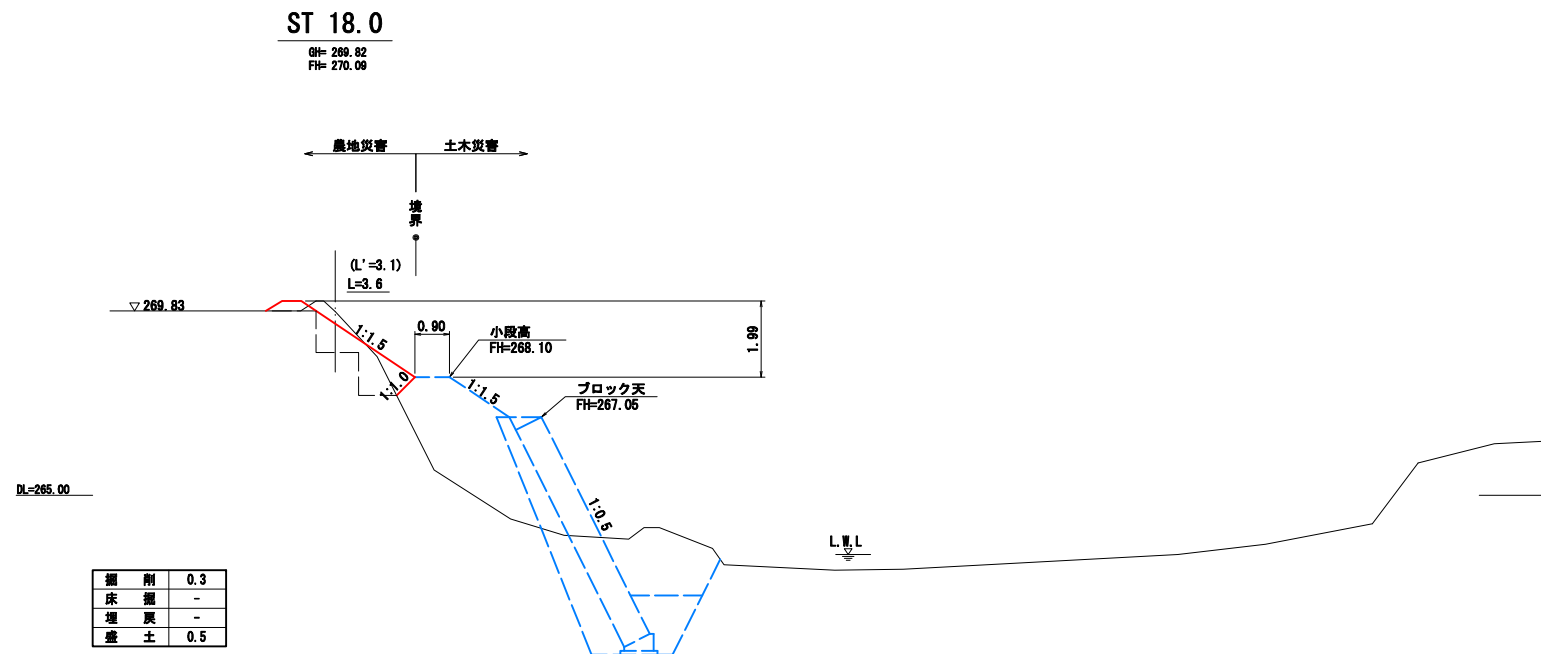 ST 18.0
GH= 269.82
FH= 270.09
農地災害
土木災害
境界
(L'=3.1)
L=3.6
269.83
1:1.5
0.90
小段高
FH=268.10
1.99
1:1.0
1:1.5
ブロック天
FH=267.05
DL=265.00
1:0.5
L.W.L
掘 削 0.3
床 掘 -
埋 戻 -
盛 土 0.5